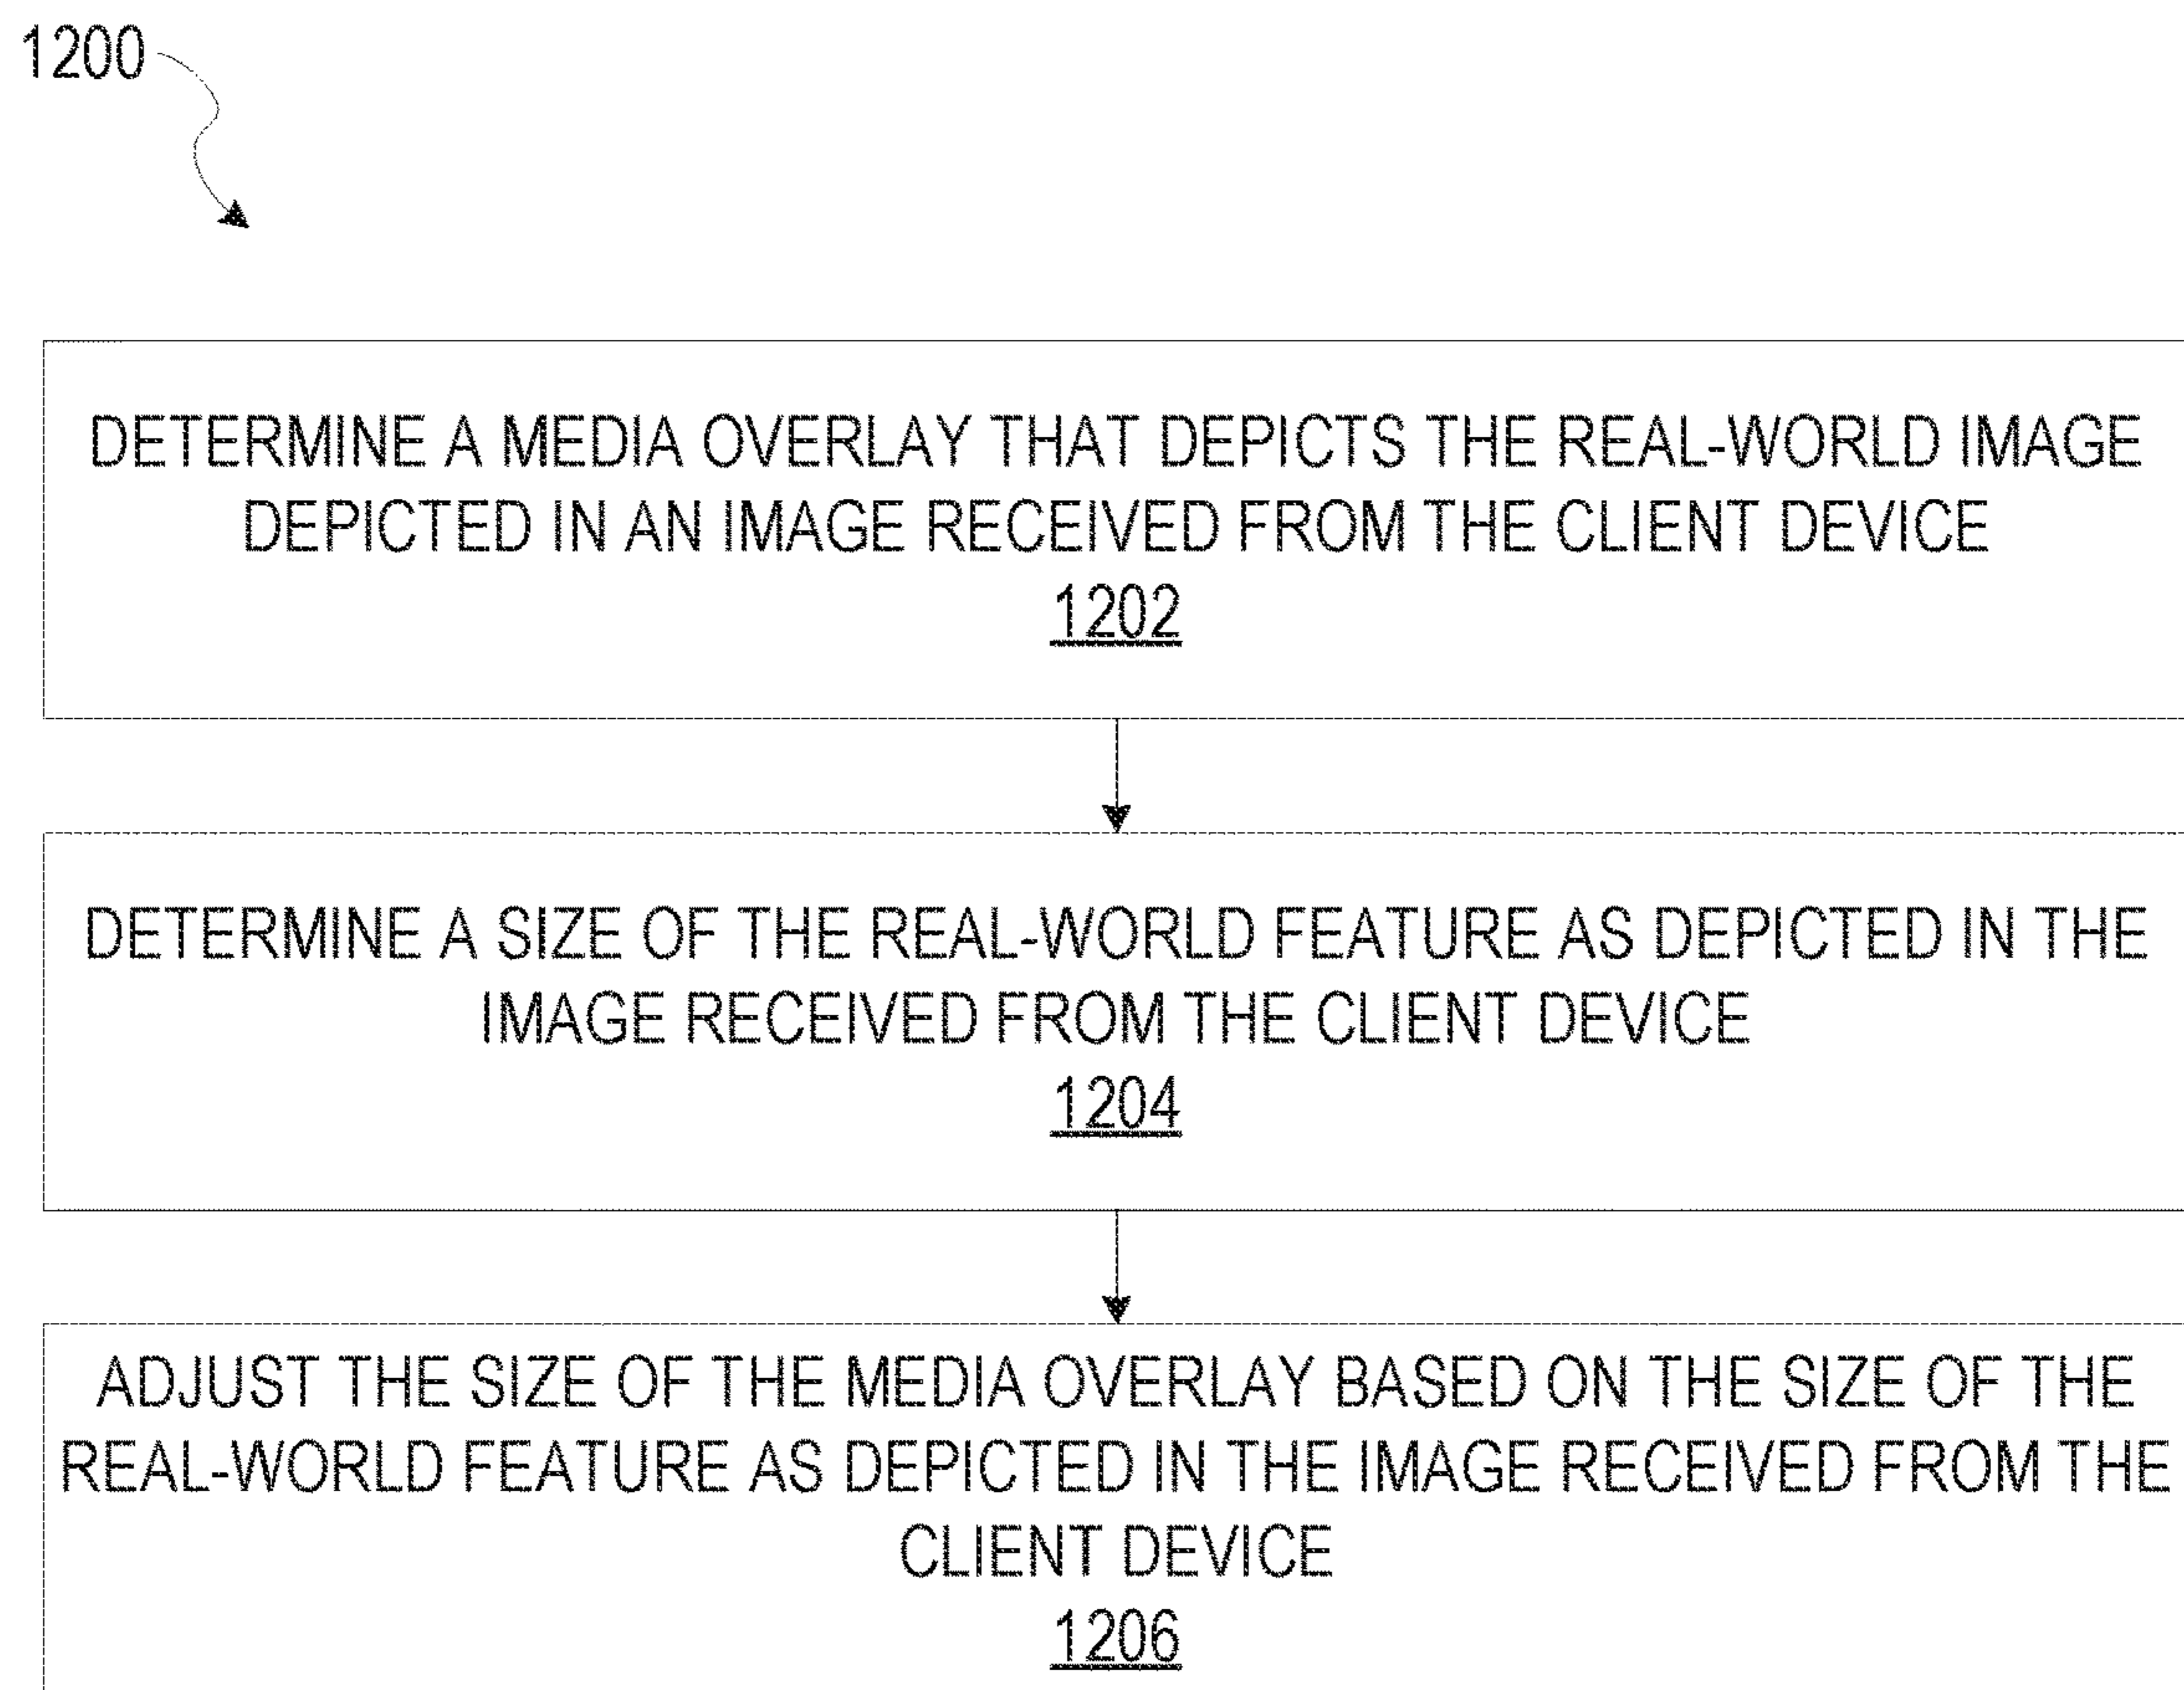 1200
DETERMINE A MEDIA OVERLAY THAT DEPICTS THE REAL-WORLD IMAGE
DEPICTED IN AN IMAGE RECEIVED FROM THE CLIENT DEVICE
1202
DETERMINE A SIZE OF THE REAL-WORLD FEATURE AS DEPICTED IN THE
IMAGE RECEIVED FROM THE CLIENT DEVICE
1204
ADJUST THE SIZE OF THE MEDIA OVERLAY BASED ON THE SIZE OF THE
REAL-WORLD FEATURE AS DEPICTED IN THE IMAGE RECEIVED FROM THE
CLIENT DEVICE
1206